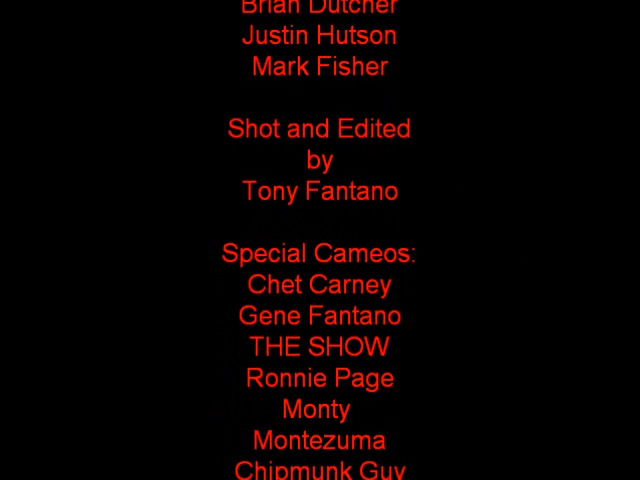 Brian Dutcher
Justin Hutson
Mark Fisher
Shot and Edited
by
Tony Fantano
Special Cameos:
Chet Carney
Gene Fantano
THE SHOW
Ronnie Page
Monty
Montezuma
Chipmunk Guy